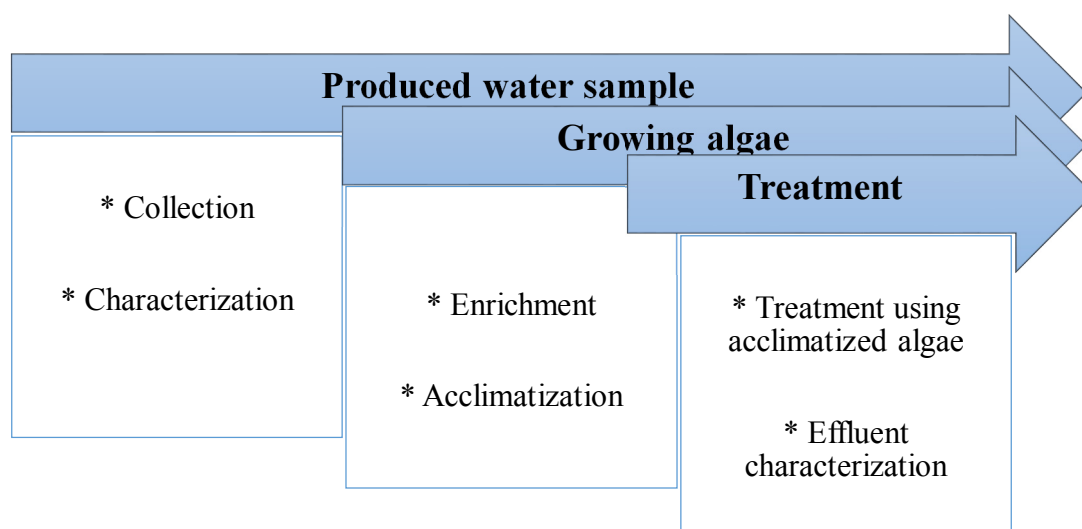 Produced water sample
Growing algae
Treatment
* Collection
* Characterization
* Enrichment
* Acclimatization
* Treatment using
acclimatized algae
* Effluent
characterization